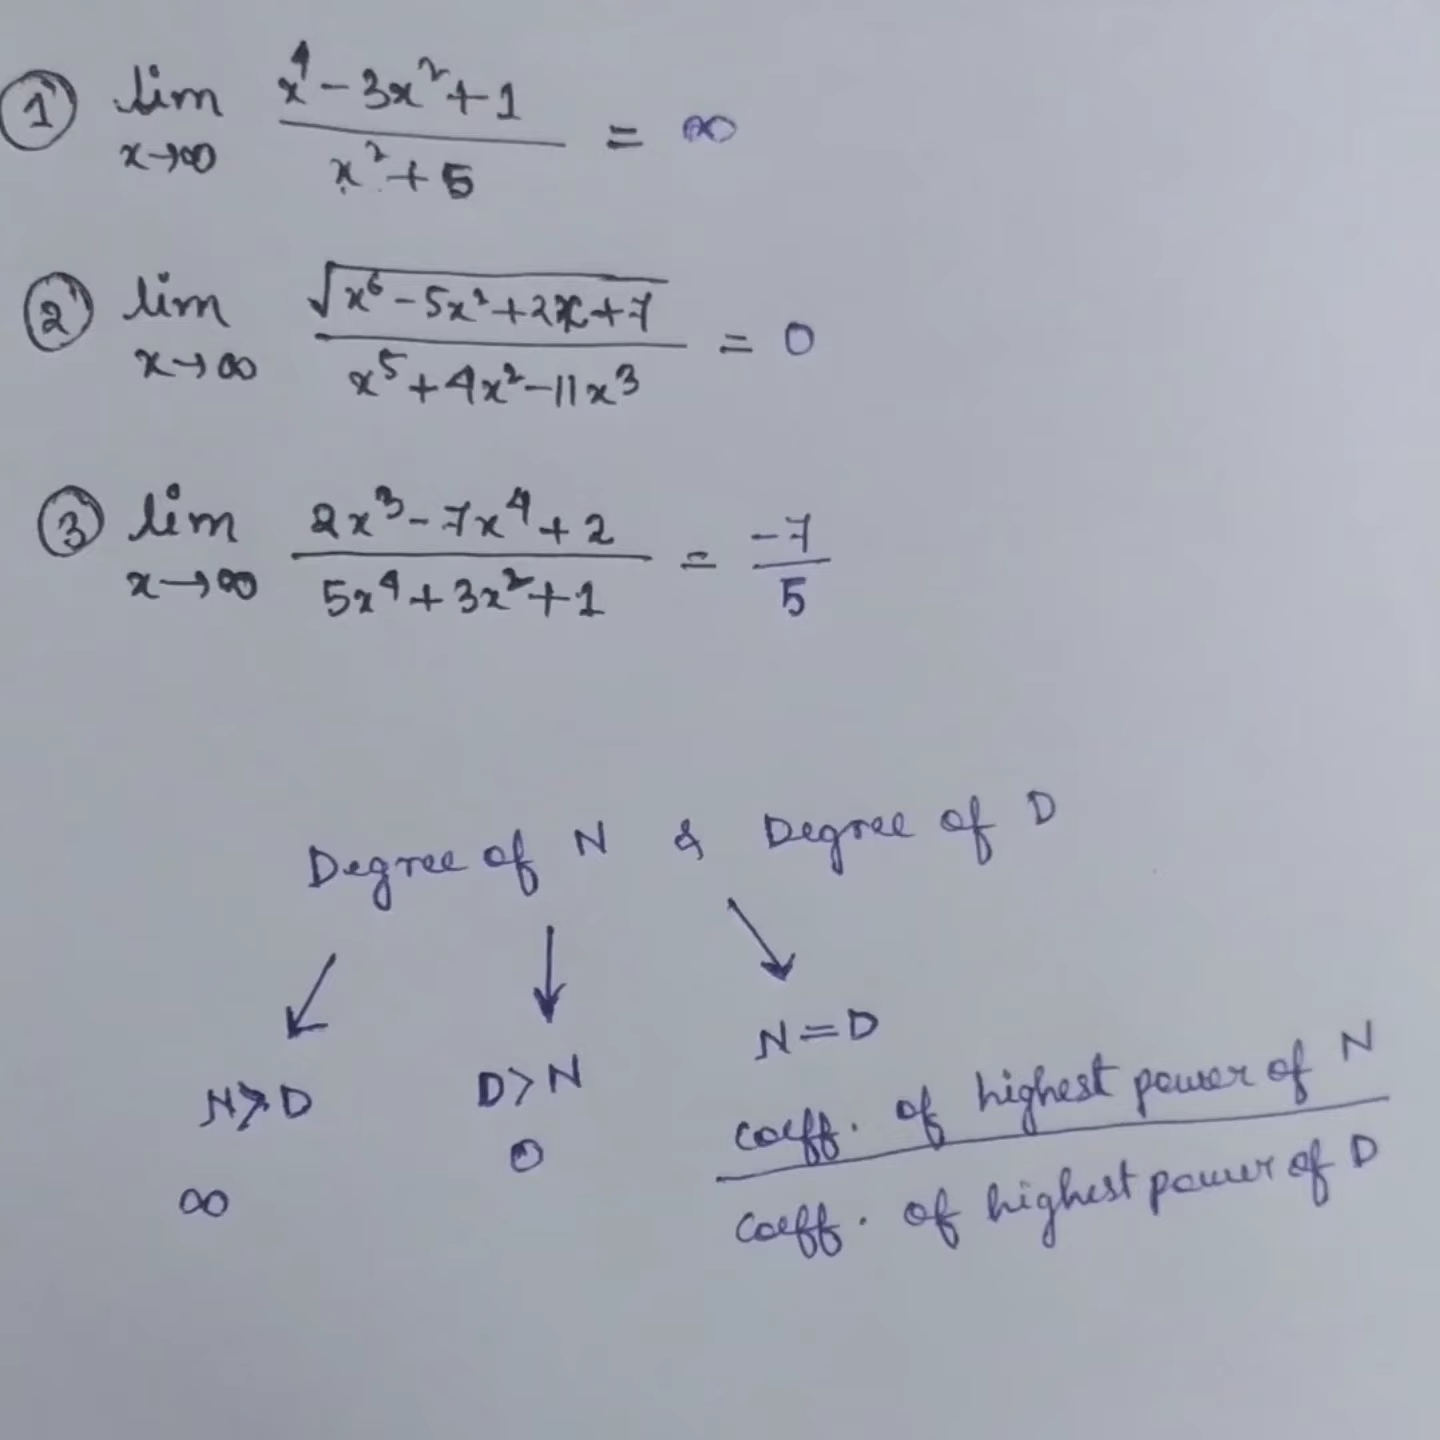 ① lim x→∞ (x⁴ - 3x² + 1)/(x² + 5) = ∞
② lim x→∞ √(x⁶ - 5x² + 2x + 7)/(x⁵ + 4x² - 11x³) = 0
③ lim x→∞ (2x³ - 7x⁴ + 2)/(5x⁴ + 3x² + 1) = -7/5
Degree of N & Degree of D
N>D D>N N=D
∞ 0 coeff. of highest power of N
coeff. of highest power of D